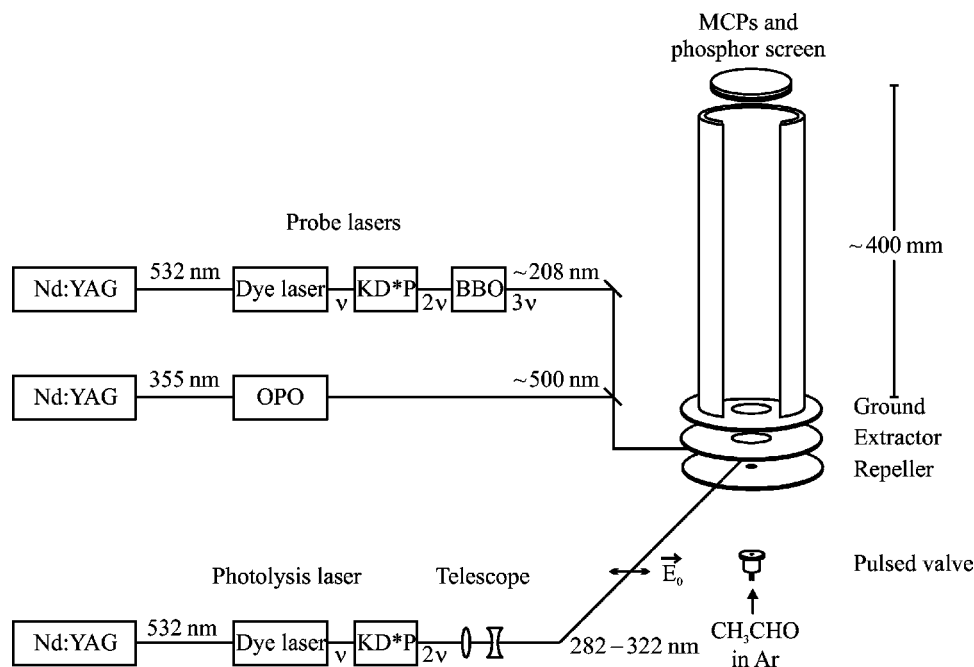 MCPs and
phosphor screen
~400 mm
Probe lasers
Nd:YAG
532 nm
Dye laser
ν
KD*P
2ν
BBO
3ν
~208 nm
Nd:YAG
355 nm
OPO
~500 nm
Ground
Extractor
Repeller
Pulsed valve
CH₃CHO
in Ar
Photolysis laser
Telescope
E₀
Nd:YAG
532 nm
Dye laser
ν
KD*P
2ν
282–322 nm